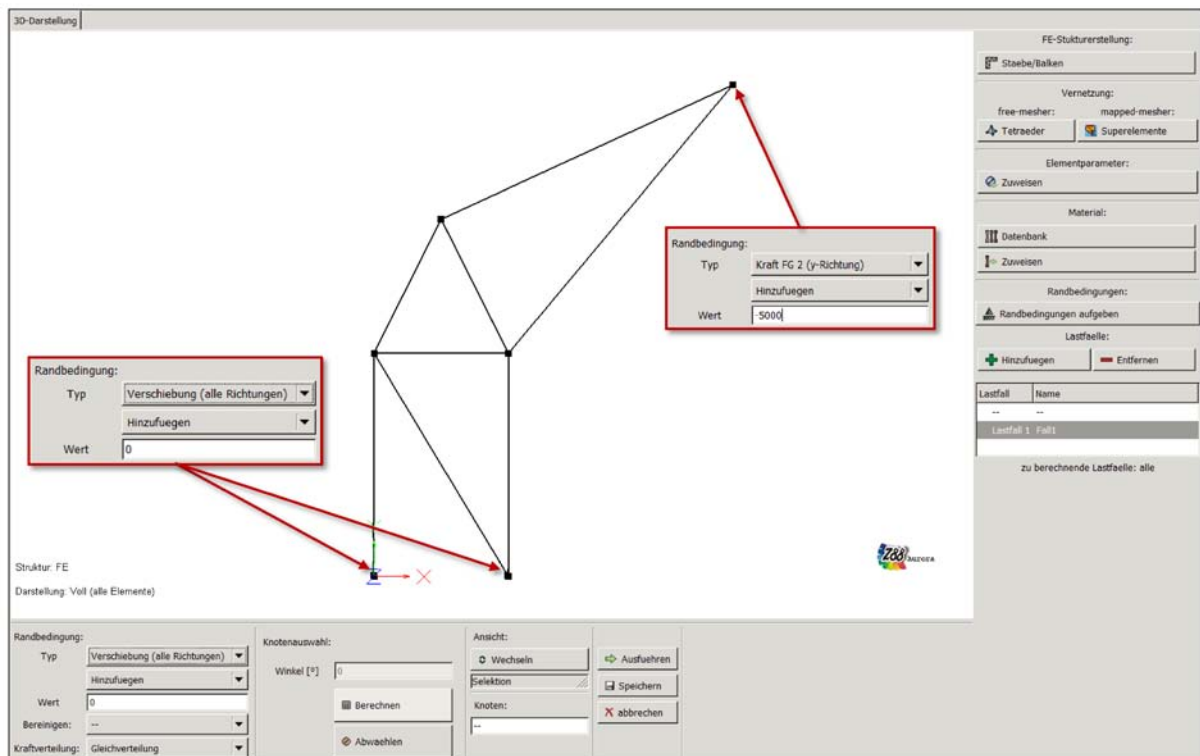 3D-Darstellung
Randbedingung:
Typ Kraft FG 2 (y-Richtung)
Hinzufuegen
Wert -5000
Randbedingung:
Typ Verschiebung (alle Richtungen)
Hinzufuegen
Wert 0
Y
Z X
Struktur: FE
Darstellung: Voll (alle Elemente)
Z88 Aurora
FE-Stukturerstellung:
Staebe/Balken
Vernetzung:
free-mesher: mapped-mesher:
Tetraeder Superelemente
Elementparameter:
Zuweisen
Material:
Datenbank
Zuweisen
Randbedingungen:
Randbedingungen aufgeben
Lastfaelle:
Hinzufuegen Entfernen
Lastfall Name
-- --
Lastfall 1 Fall1
zu berechnende Lastfaelle: alle
Randbedingung:
Typ Verschiebung (alle Richtungen)
Hinzufuegen
Wert 0
Bereinigen: --
Kraftverteilung: Gleichverteilung
Knotenauswahl:
Winkel [°] 0
Berechnen
Abwaehlen
Ansicht:
Wechseln
Selektion
Knoten:
--
Ausfuehren
Speichern
abbrechen